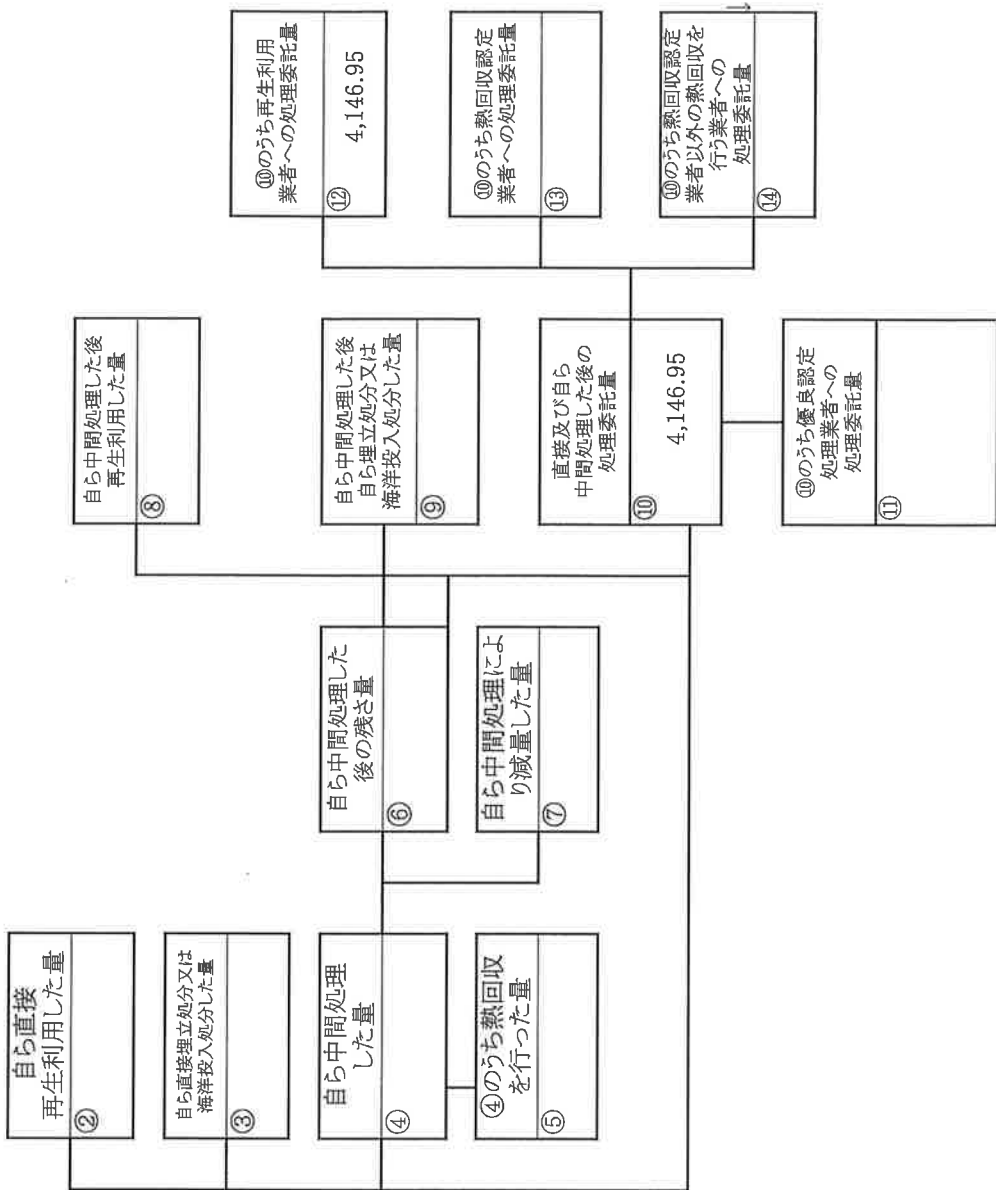 自ら直接
再生利用した量
②
自ら直接埋立処分又は
海洋投入処分した量
③
自ら中間処理
した量
④
④のうち熱回収
を行った量
⑤
自ら中間処理した
後の残さ量
⑥
自ら中間処理によ
り減量した量
⑦
自ら中間処理した後
再生利用した量
⑧
自ら中間処理した後
自ら埋立処分又は
海洋投入処分した量
⑨
直接及び自ら
中間処理した後の
処理委託量
⑩
4,146.95
⑩のうち優良認定
処理業者への
処理委託量
⑪
⑩のうち再生利用
業者への処理委託量
⑫
4,146.95
⑩のうち熱回収認定
業者への処理委託量
⑬
⑩のうち熱回収認定
業者以外の熱回収を
行う業者への
処理委託量
⑭